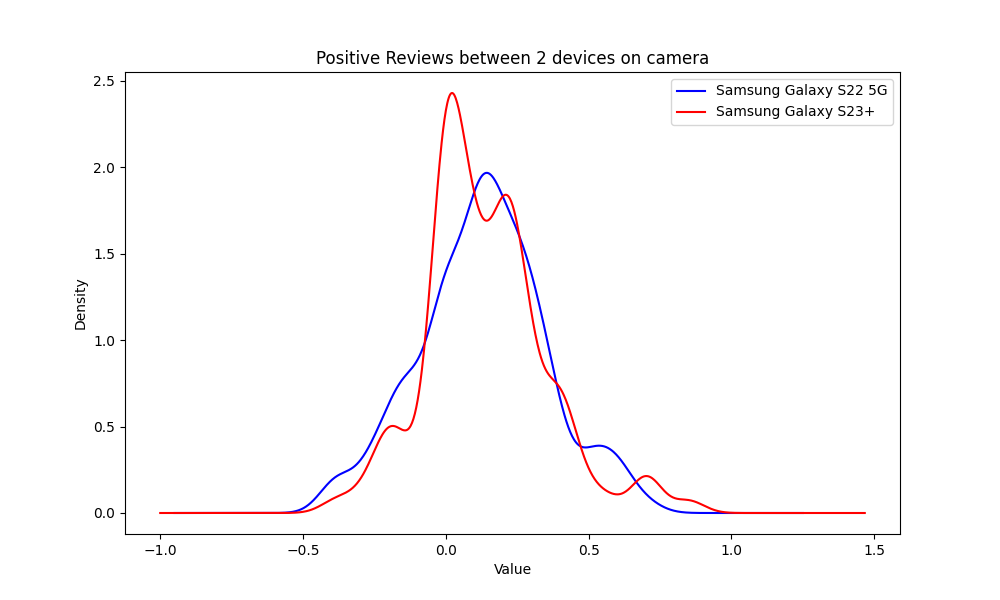 Positive Reviews between 2 devices on camera
Samsung Galaxy S22 5G
Samsung Galaxy S23+
2.5
2.0
1.5
1.0
0.5
0.0
Density
−1.0
−0.5
0.0
0.5
1.0
1.5
Value